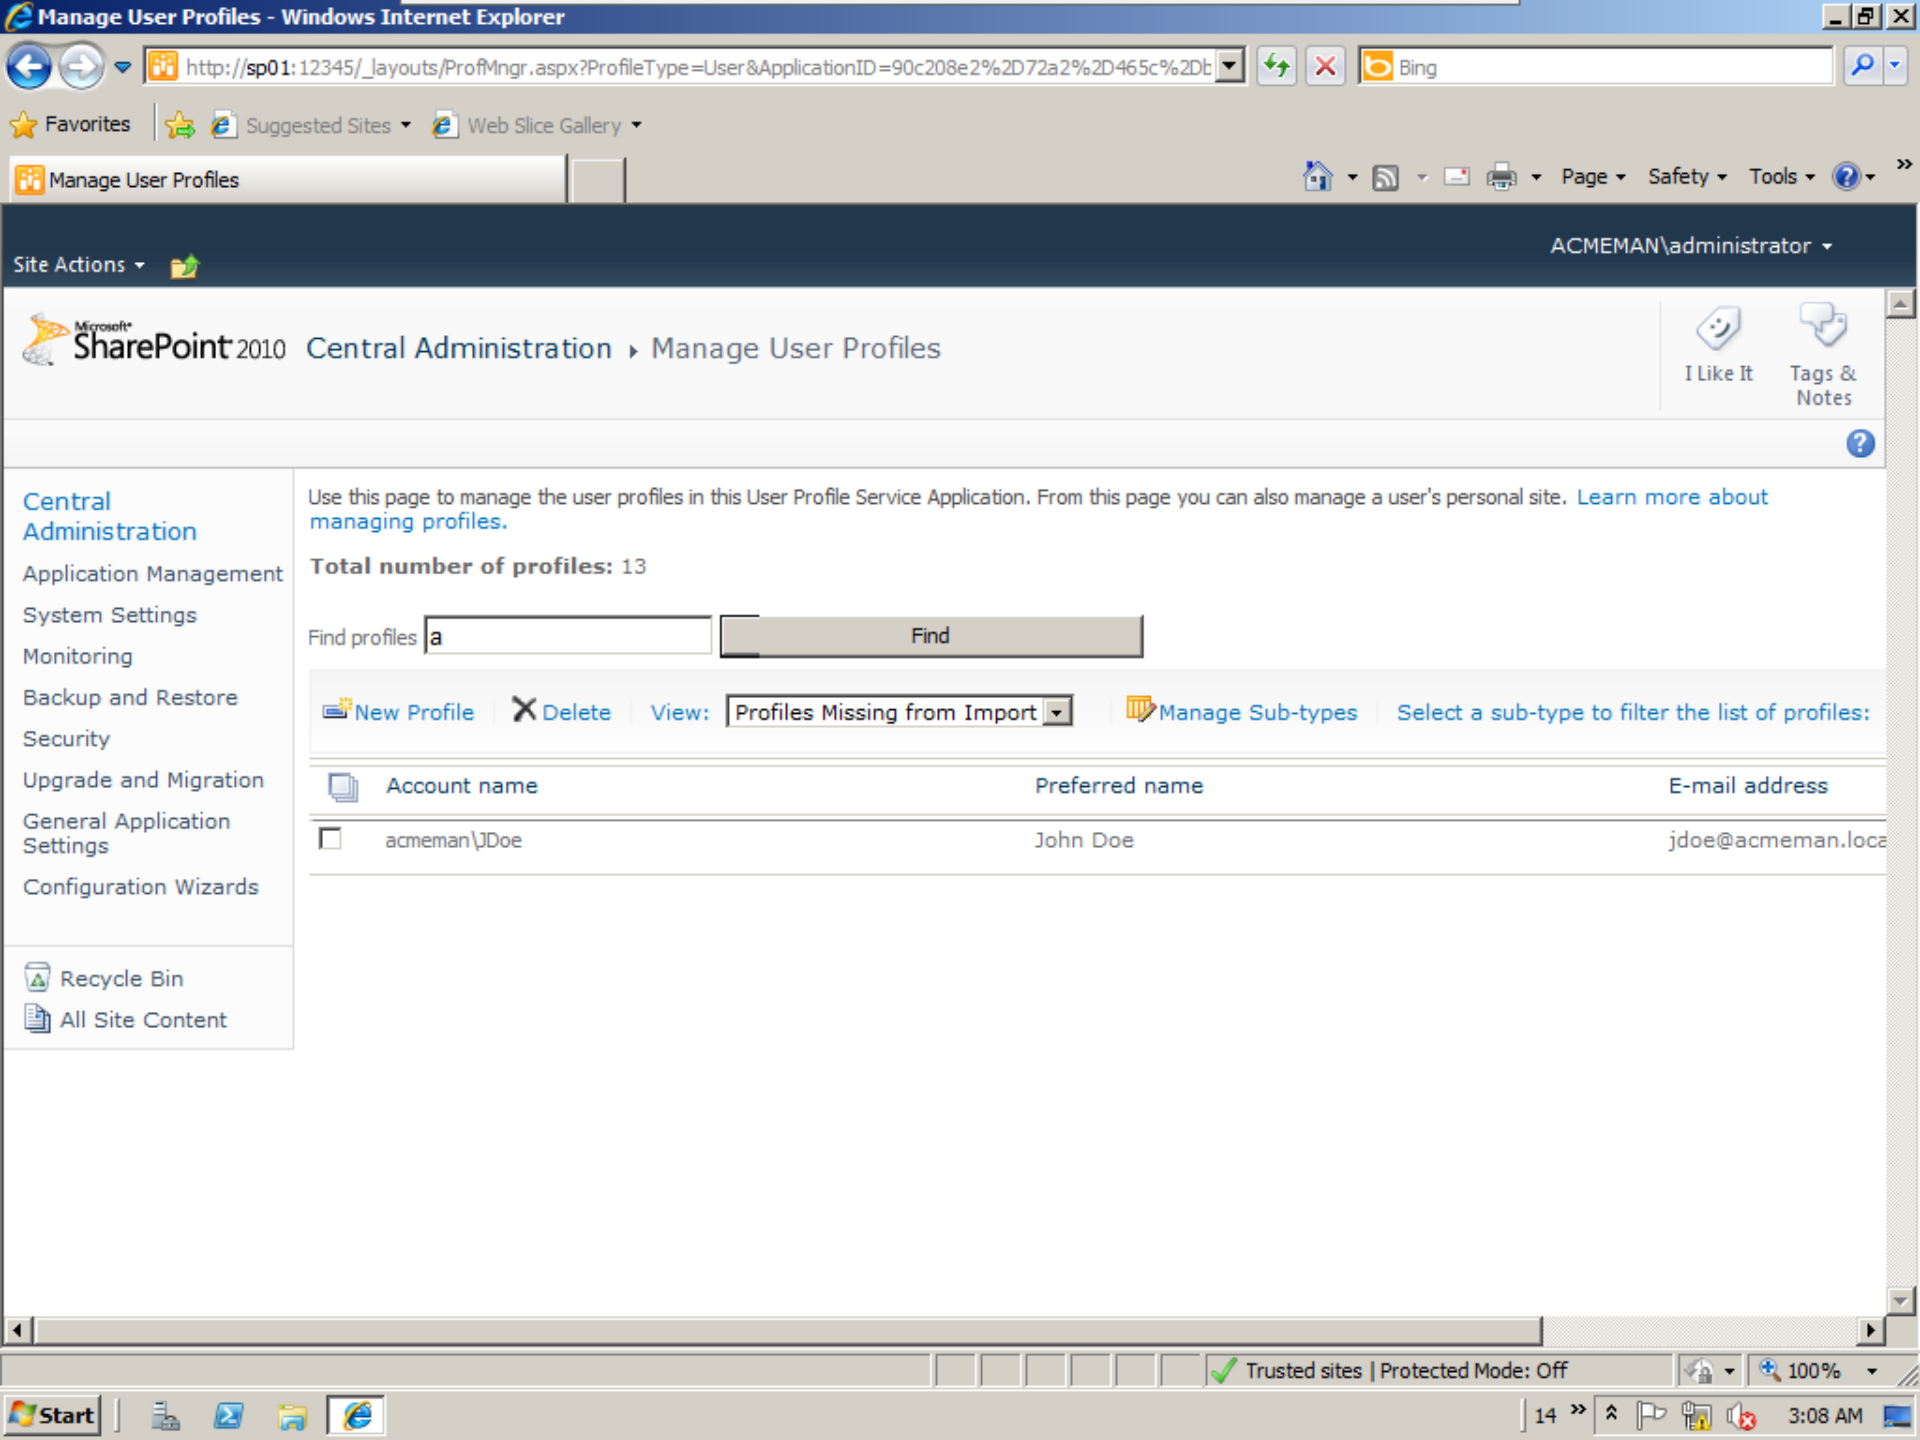 Manage User Profiles - Windows Internet Explorer
http://sp01:12345/_layouts/ProfMngr.aspx?ProfileType=User&ApplicationID=90c208e2%2D72a2%2D465c%2Db
Bing
Favorites
Suggested Sites
Web Slice Gallery
Manage User Profiles
Page
Safety
Tools
»
Site Actions
ACMEMAN\administrator
Microsoft
SharePoint 2010
Central Administration
Manage User Profiles
I Like It
Tags &
Notes
Central
Administration
Application Management
System Settings
Monitoring
Backup and Restore
Security
Upgrade and Migration
General Application
Settings
Configuration Wizards
Recycle Bin
All Site Content
Use this page to manage the user profiles in this User Profile Service Application. From this page you can also manage a user's personal site. Learn more about
managing profiles.
Total number of profiles: 13
Find profiles a Find
New Profile Delete View: Profiles Missing from Import Manage Sub-types Select a sub-type to filter the list of profiles:
Account name Preferred name E-mail address
acmeman\JDoe John Doe jdoe@acmeman.loca
Trusted sites | Protected Mode: Off 100%
Start 14 » 3:08 AM